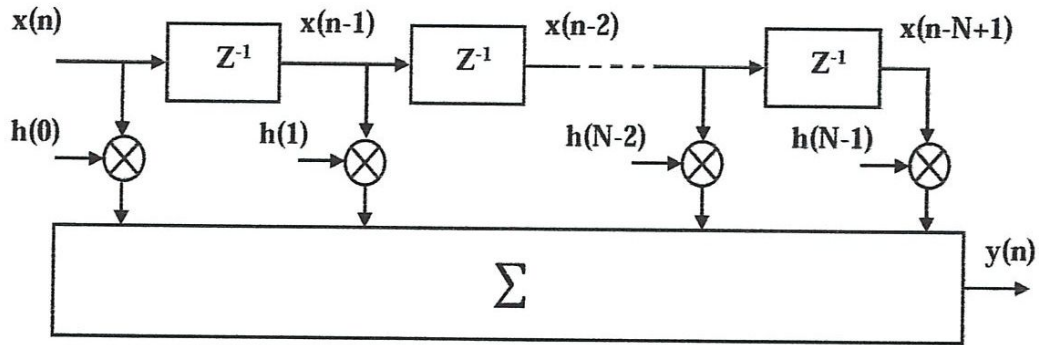 x(n) x(n-1) x(n-2) x(n-N+1)
Z⁻¹ Z⁻¹ Z⁻¹
h(0) h(1) h(N-2) h(N-1)
y(n)
Σ